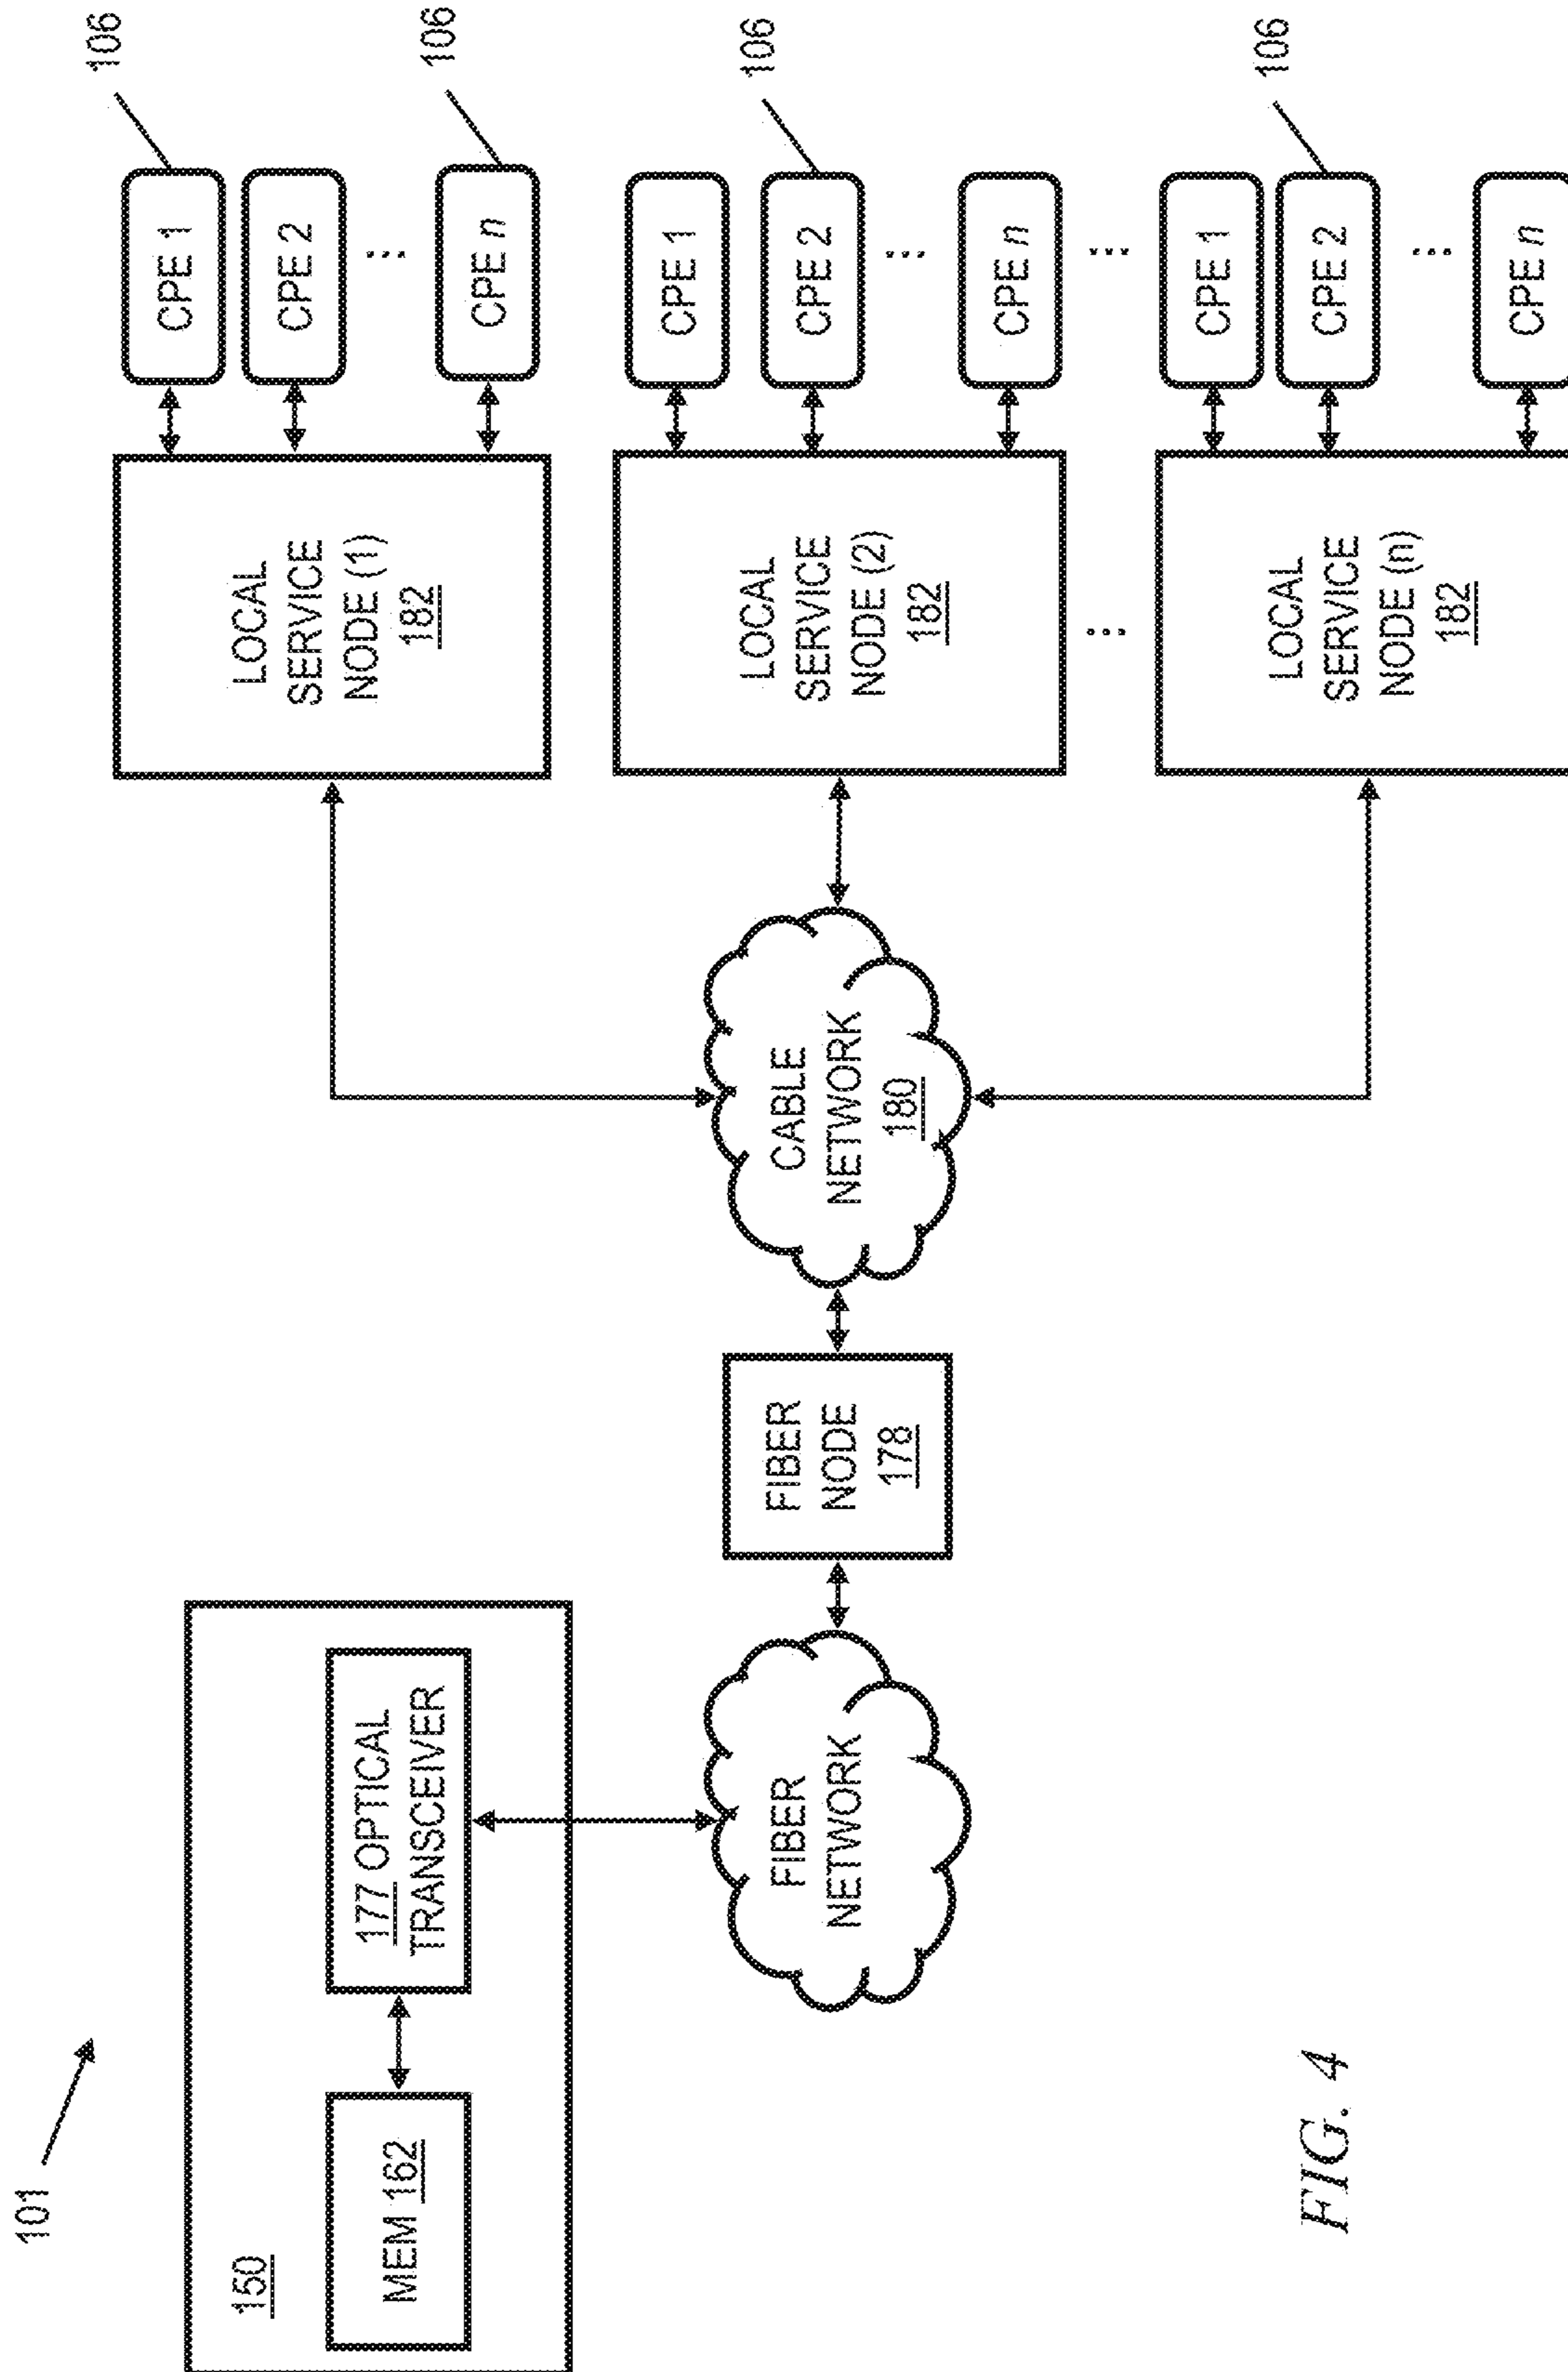 101
150
MEM 162
177 OPTICAL
TRANSCEIVER
FIBER
NETWORK
FIBER
NODE
178
CABLE
NETWORK
180
LOCAL
SERVICE
NODE (1)
182
CPE 1
CPE 2
...
CPE n
106
106
LOCAL
SERVICE
NODE (2)
182
CPE 1
CPE 2
...
CPE n
106
...
...
LOCAL
SERVICE
NODE (n)
182
CPE 1
CPE 2
...
CPE n
106
FIG. 4